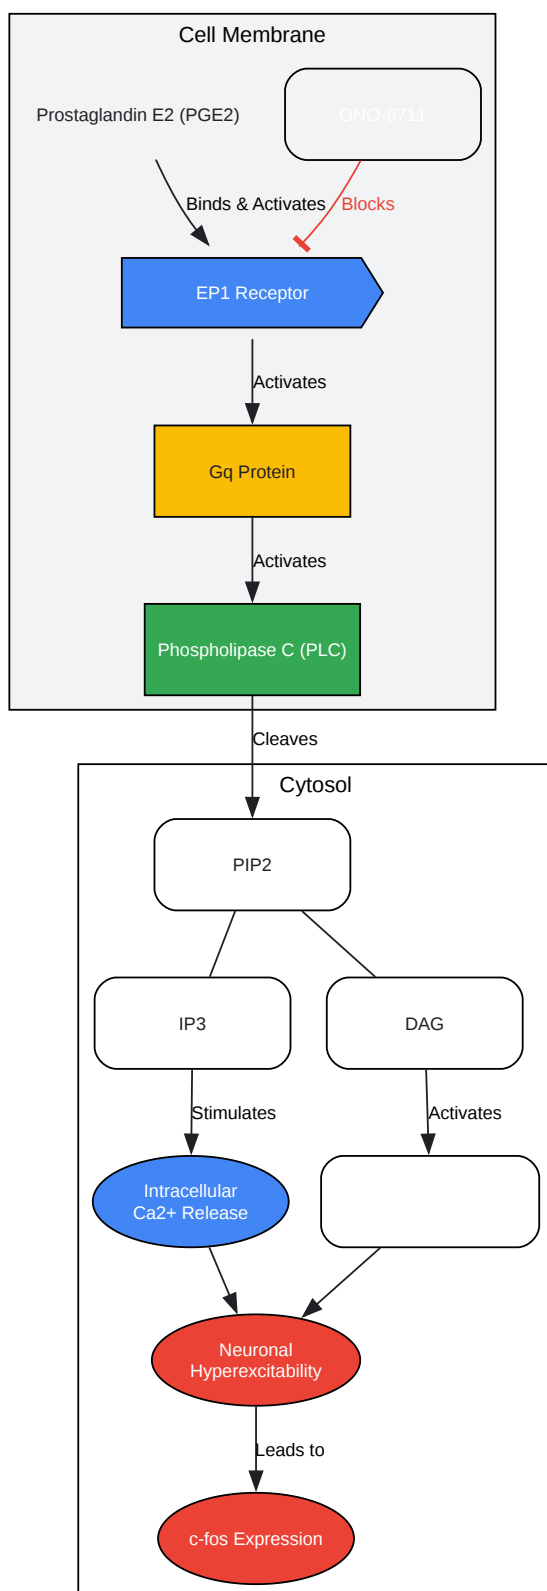 Cell Membrane
Prostaglandin E2 (PGE2)
ONO-8711
Binds & Activates
Blocks
EP1 Receptor
Activates
Gq Protein
Activates
Phospholipase C (PLC)
Cleaves
Cytosol
PIP2
IP3
DAG
Stimulates
Activates
Intracellular
Ca2+ Release
Neuronal
Hyperexcitability
Leads to
c-fos Expression